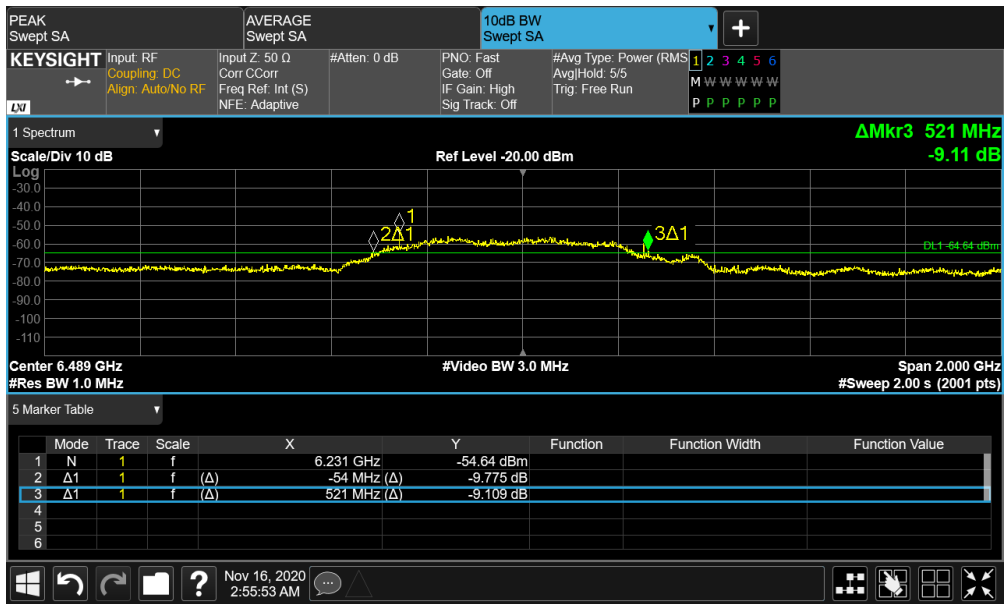 PEAK
Swept SA
AVERAGE
Swept SA
10dB BW
Swept SA
KEYSIGHT
LXI
Input: RF
Coupling: DC
Align: Auto/No RF
Input Z: 50 Ω
Corr CCorr
Freq Ref: Int (S)
NFE: Adaptive
#Atten: 0 dB
PNO: Fast
Gate: Off
IF Gain: High
Sig Track: Off
#Avg Type: Power (RMS
Avg|Hold: 5/5
Trig: Free Run
1 2 3 4 5 6
M W W W W W
P P P P P P
1 Spectrum
ΔMkr3 521 MHz
Scale/Div 10 dB
Ref Level -20.00 dBm
-9.11 dB
Log
-30.0
-40.0
-50.0
-60.0
-70.0
-80.0
-90.0
-100
-110
1
2Δ1
3Δ1
DL1 -64.64 dBm
Center 6.489 GHz
#Video BW 3.0 MHz
Span 2.000 GHz
#Res BW 1.0 MHz
#Sweep 2.00 s (2001 pts)
5 Marker Table
Mode Trace Scale X Y Function Function Width Function Value
1 N 1 f 6.231 GHz -54.64 dBm
2 Δ1 1 f (Δ) -54 MHz (Δ) -9.775 dB
3 Δ1 1 f (Δ) 521 MHz (Δ) -9.109 dB
4
5
6
Nov 16, 2020
2:55:53 AM